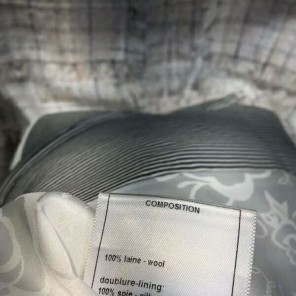 COMPOSITION
100% laine - wool
doublure-lining
100% soie - silk